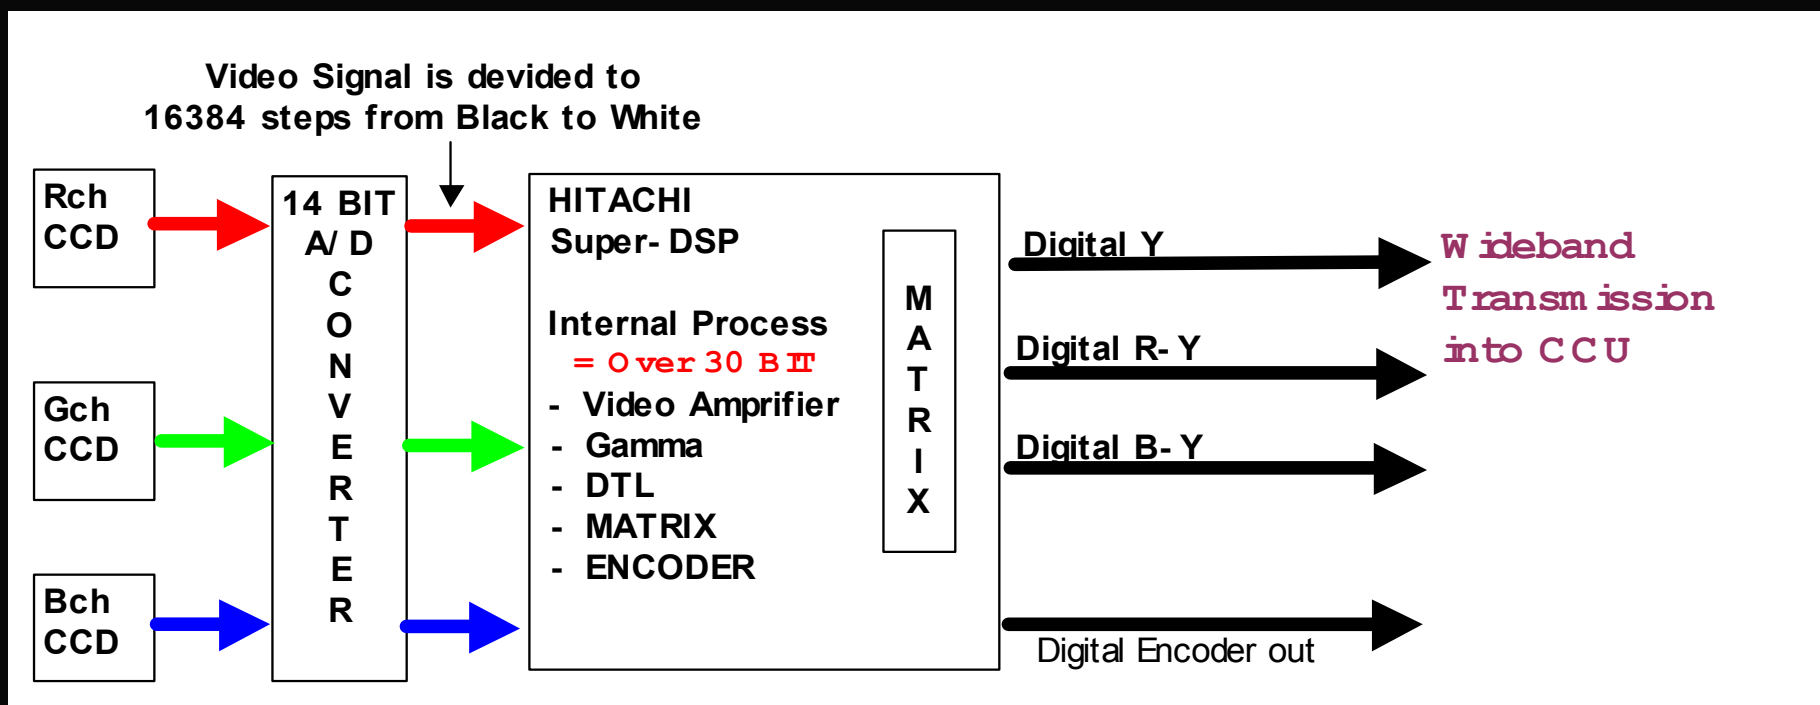 Video Signal is devided to
16384 steps from Black to White
Rch
CCD
Gch
CCD
Bch
CCD
14 BIT
A/D
CONVERTER
HITACHI
Super-DSP
Internal Process
= Over 30 BIT
- Video Amprifier
- Gamma
- DTL
- MATRIX
- ENCODER
MATRIX
Digital Y
Digital R-Y
Digital B-Y
Digital Encoder out
Wideband
Transmission
into CCU